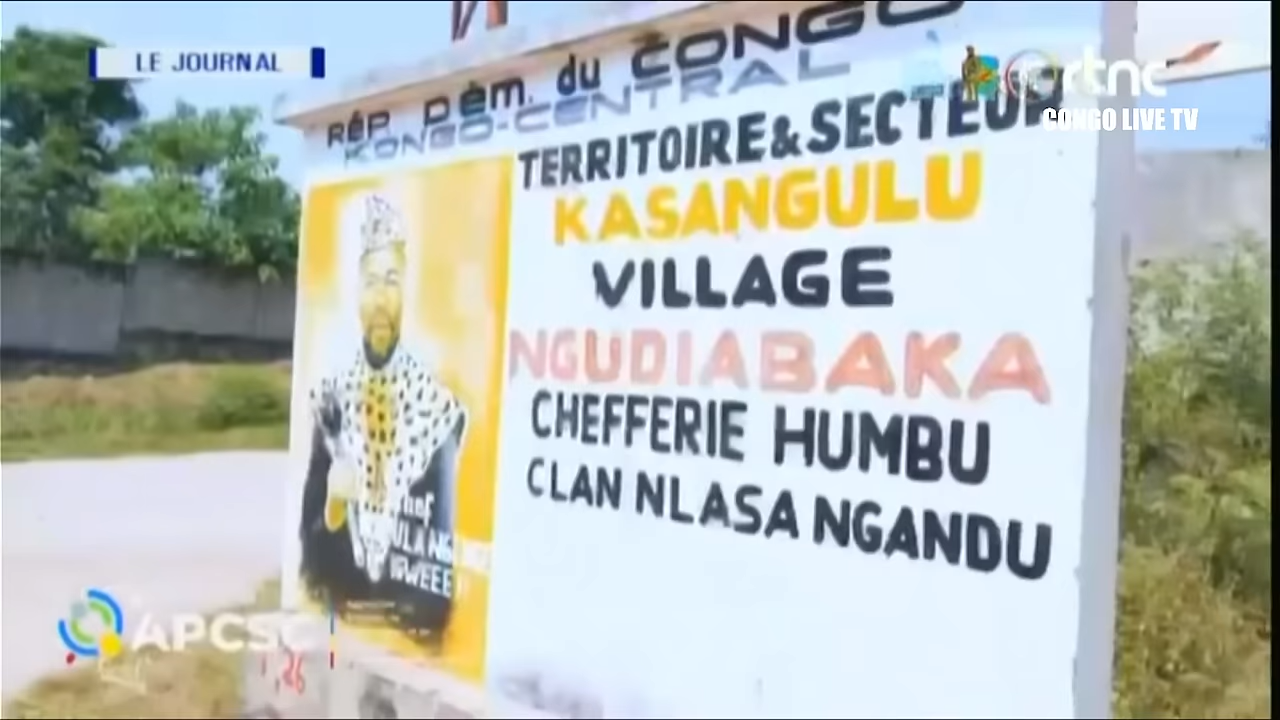 LE JOURNAL
rtnc
CONGO LIVE TV
RÉP Dém. du CONGO
KONGO-CENTRAL
TERRITOIRE & SECTEUR
KASANGULU
VILLAGE
NGUDIABAKA
CHEFFERIE HUMBU
CLAN NLASA NGANDU
APCSC